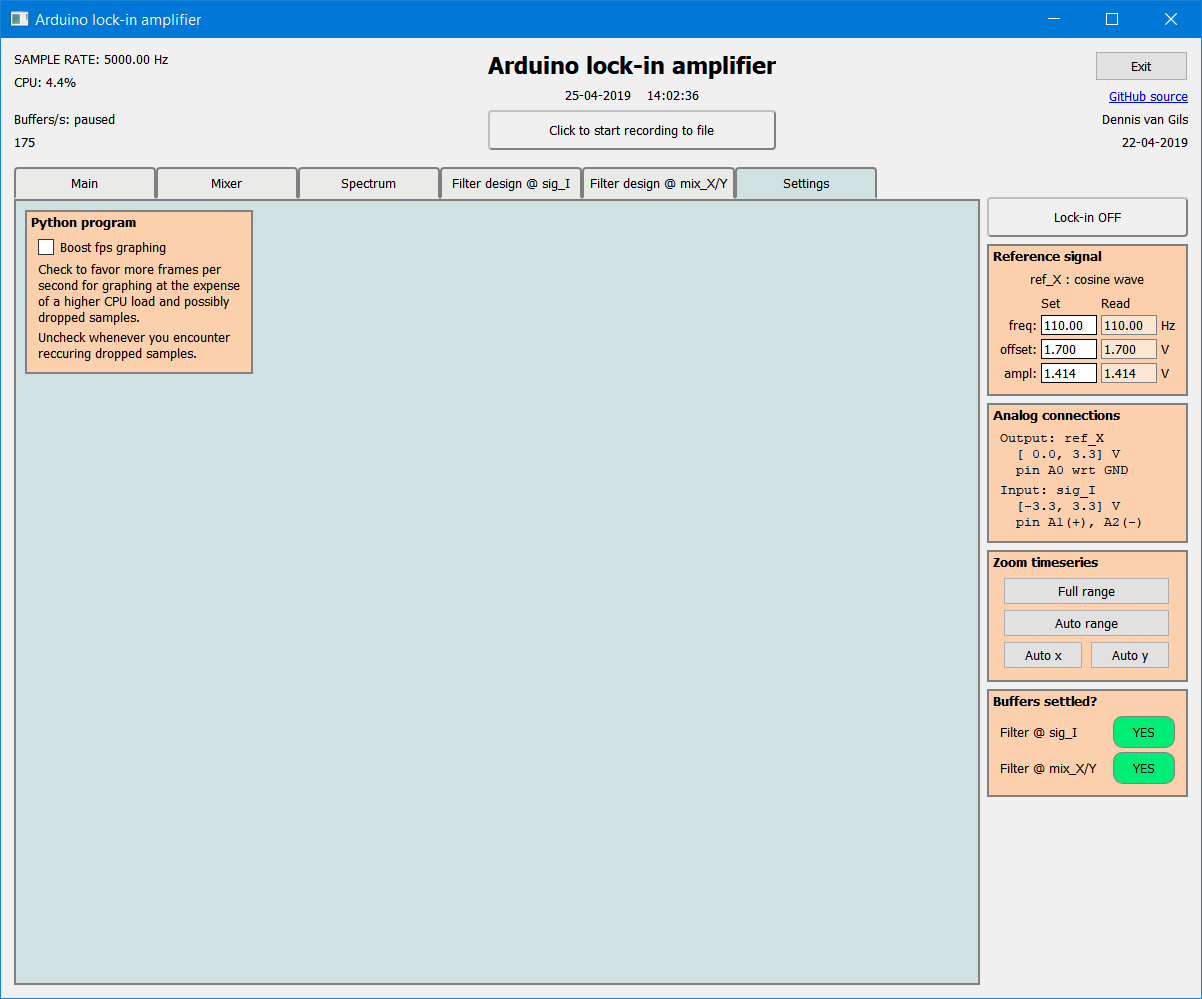 Arduino lock-in amplifier
SAMPLE RATE: 5000.00 Hz
CPU: 4.4%
Buffers/s: paused
175
Arduino lock-in amplifier
25-04-2019 14:02:36
Click to start recording to file
Exit
GitHub source
Dennis van Gils
22-04-2019
Main Mixer Spectrum Filter design @ sig_I Filter design @ mix_X/Y Settings
Python program
Boost fps graphing
Check to favor more frames per
second for graphing at the expense
of a higher CPU load and possibly
dropped samples.
Uncheck whenever you encounter
reccuring dropped samples.
Lock-in OFF
Reference signal
ref_X : cosine wave
Set Read
freq: 110.00 110.00 Hz
offset: 1.700 1.700 V
ampl: 1.414 1.414 V
Analog connections
Output: ref_X
[ 0.0, 3.3] V
pin A0 wrt GND
Input: sig_I
[-3.3, 3.3] V
pin A1(+), A2(-)
Zoom timeseries
Full range
Auto range
Auto x Auto y
Buffers settled?
Filter @ sig_I YES
Filter @ mix_X/Y YES